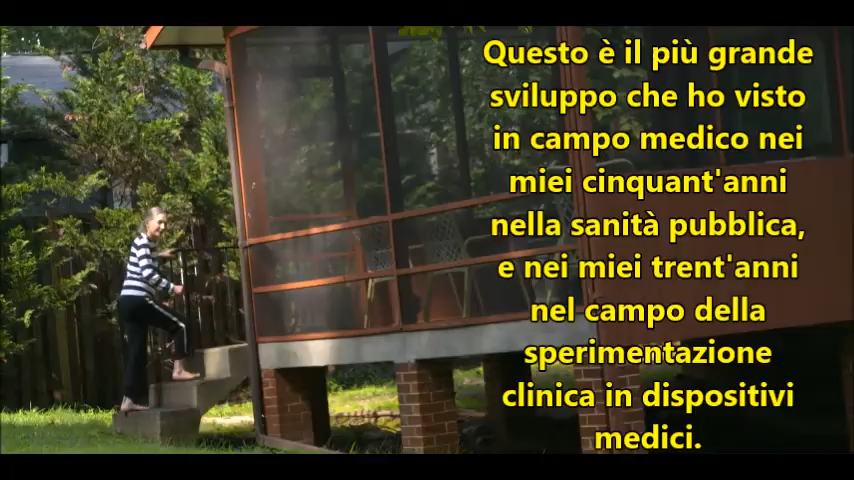 Questo è il più grande
sviluppo che ho visto
in campo medico nei
miei cinquant'anni
nella sanità pubblica,
e nei miei trent'anni
nel campo della
sperimentazione
clinica in dispositivi
medici.